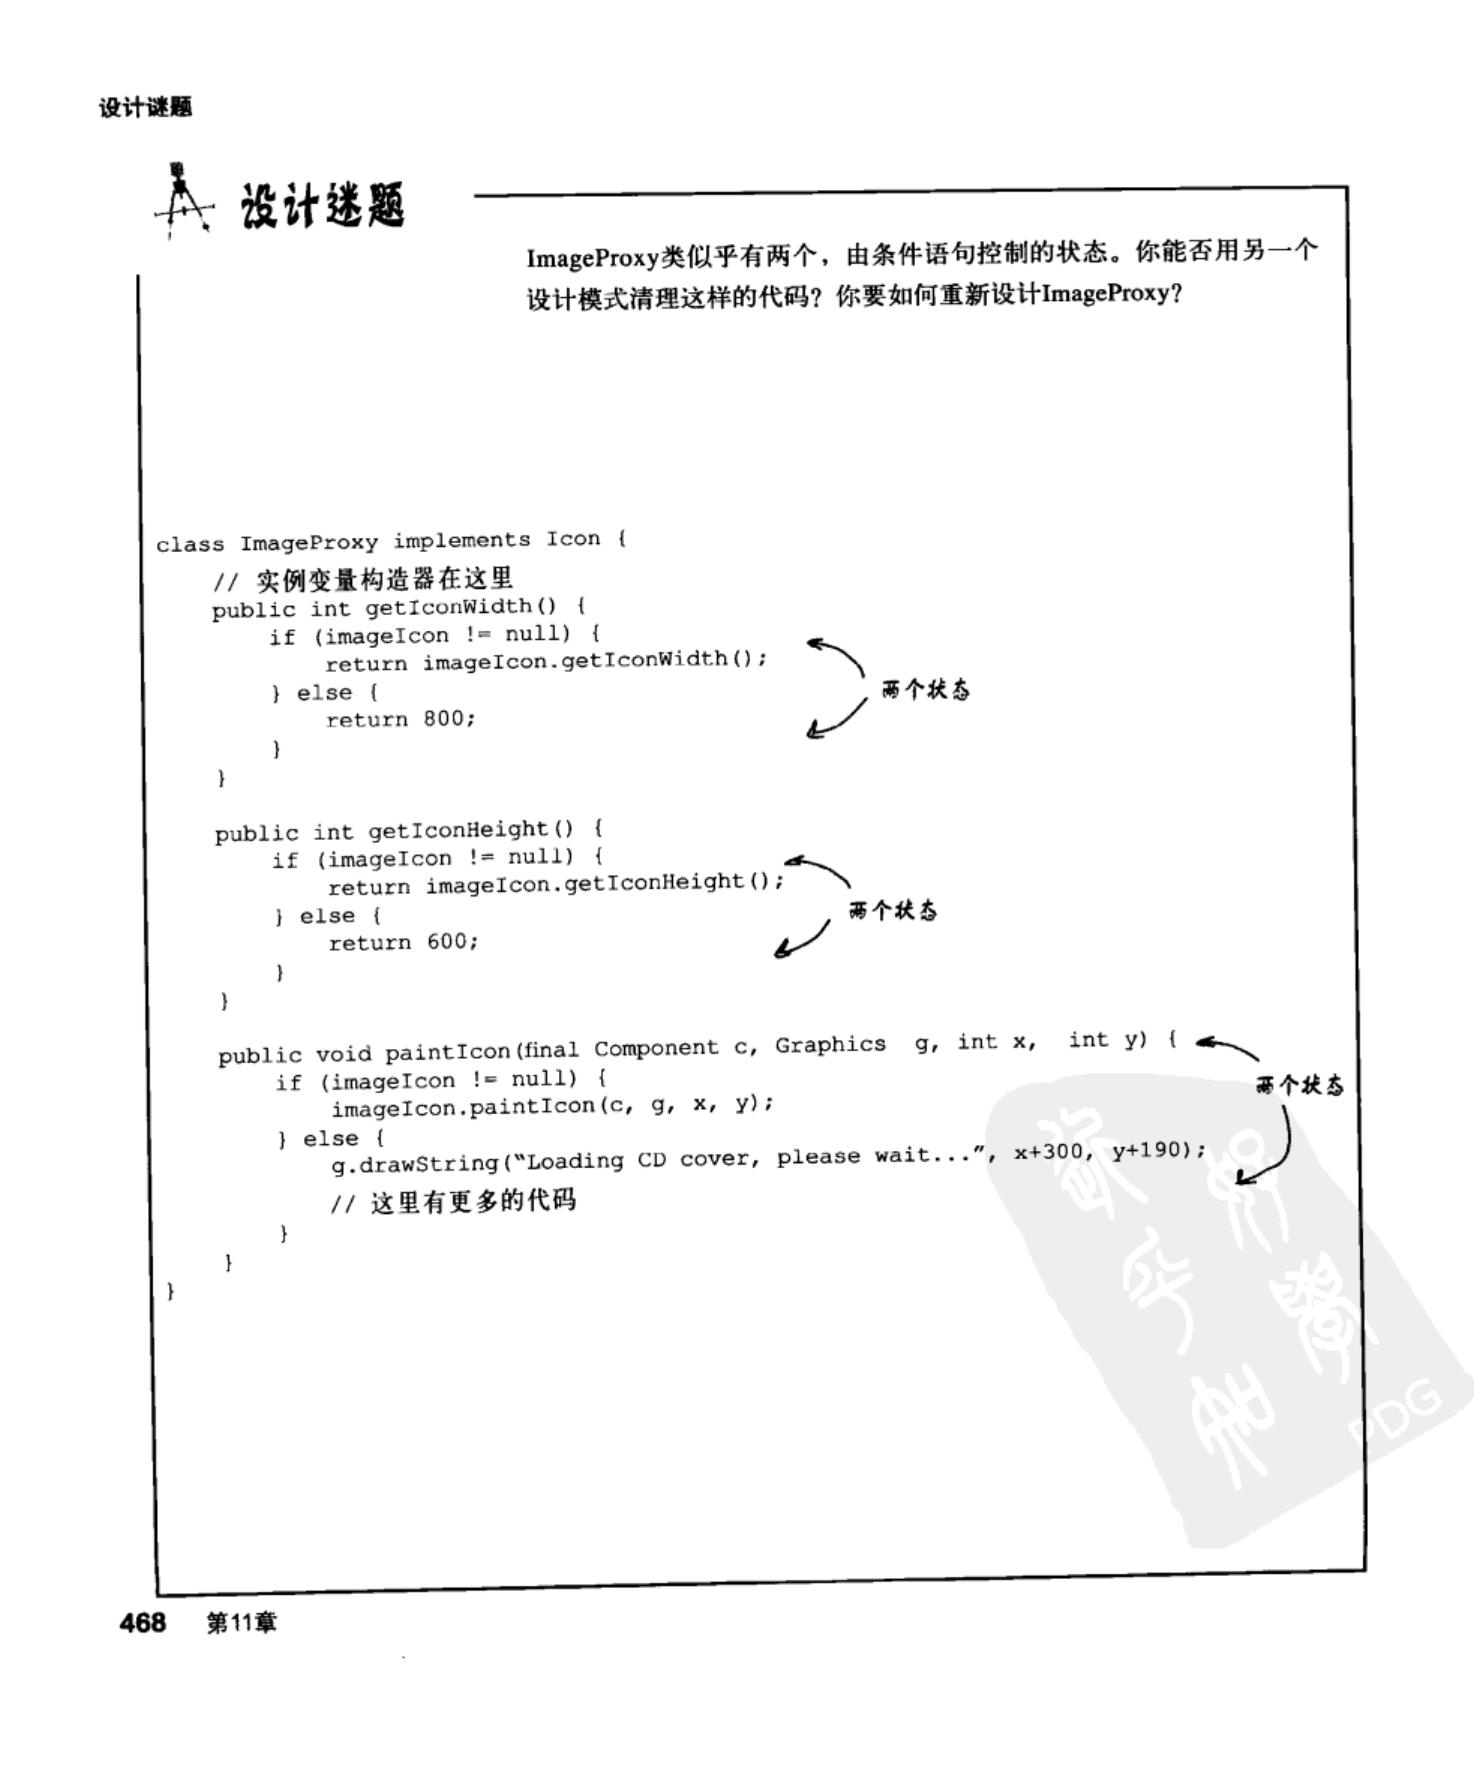 设计谜题
设计迷题
ImageProxy类似乎有两个，由条件语句控制的状态。你能否用另一个
设计模式清理这样的代码？你要如何重新设计ImageProxy?
class ImageProxy implements Icon {
// 实例变量构造器在这里
public int getIconWidth() {
if (imageIcon != null) {
return imageIcon.getIconWidth();
} else {
两个状态
return 800;
}
}
public int getIconHeight() {
if (imageIcon != null) {
return imageIcon.getIconHeight();
} else {
两个状态
return 600;
}
}
public void paintIcon(final Component c, Graphics  g, int x,  int y) {
if (imageIcon != null) {
两个状态
imageIcon.paintIcon(c, g, x, y);
} else {
g.drawString("Loading CD cover, please wait...", x+300, y+190);
// 这里有更多的代码
}
}
}
PDG
468 第11章